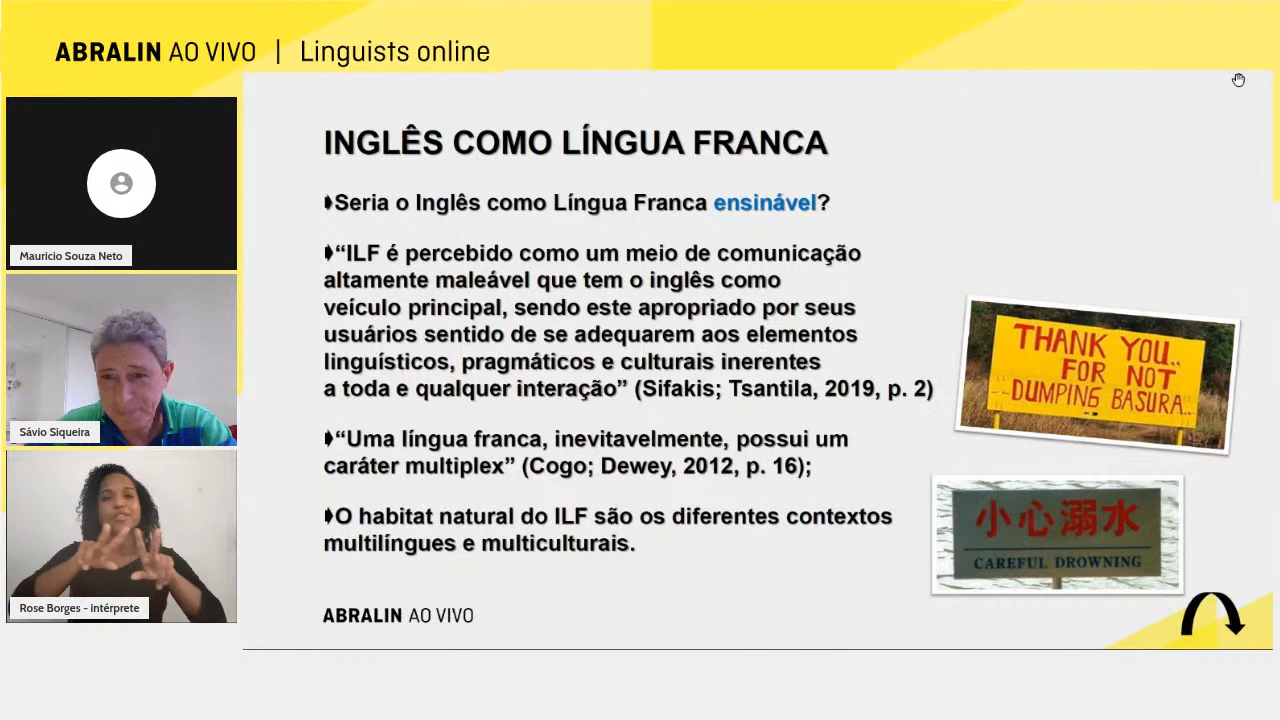 ABRALIN AO VIVO | Linguists online
Mauricio Souza Neto
Sávio Siqueira
Rose Borges - intérprete
INGLÊS COMO LÍNGUA FRANCA
Seria o Inglês como Língua Franca ensinável?
“ILF é percebido como um meio de comunicação
altamente maleável que tem o inglês como
veículo principal, sendo este apropriado por seus
usuários sentido de se adequarem aos elementos
linguísticos, pragmáticos e culturais inerentes
a toda e qualquer interação” (Sifakis; Tsantila, 2019, p. 2)
“Uma língua franca, inevitavelmente, possui um
caráter multiplex” (Cogo; Dewey, 2012, p. 16);
O habitat natural do ILF são os diferentes contextos
multilíngues e multiculturais.
THANK YOU..
FOR NOT
DUMPING BASURA..
小心溺水
CAREFUL DROWNING
ABRALIN AO VIVO